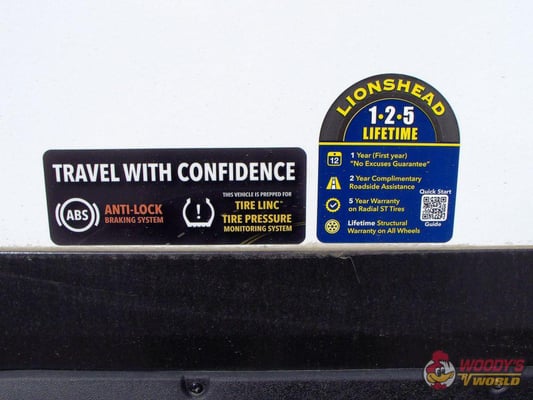 TRAVEL WITH CONFIDENCE
ABS
ANTI-LOCK
BRAKING SYSTEM
THIS VEHICLE IS PREPPED FOR
TIRE LINC™
TIRE PRESSURE
MONITORING SYSTEM
LIONSHEAD
1•2•5
LIFETIME
12
1 Year (First year)
"No Excuses Guarantee"
2 Year Complimentary
Roadside Assistance
5 Year Warranty
on Radial ST Tires
Lifetime Structural
Warranty on All Wheels
Quick Start
Guide
WOODY'S
RV WORLD